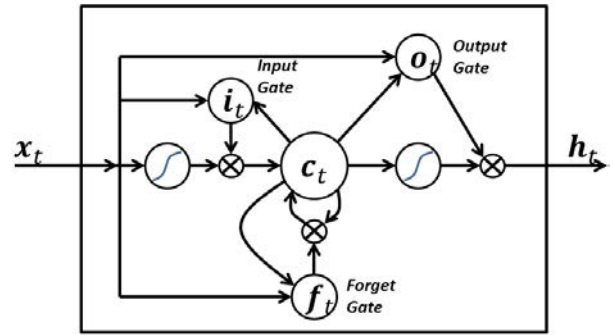 Output
Gate
o_t
Input
Gate
i_t
x_t
c_t
h_t
f_t
Forget
Gate